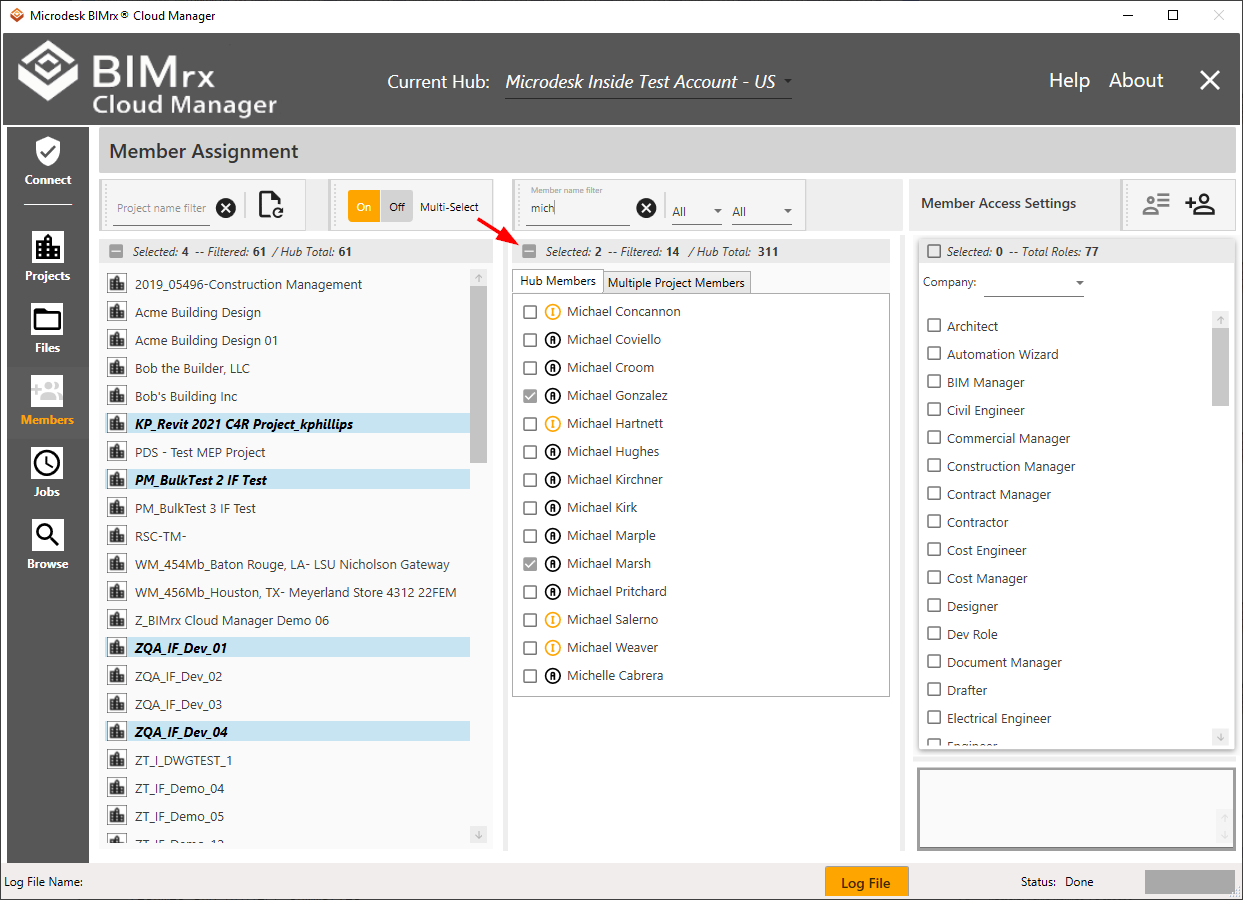 Microdesk BIMrx® Cloud Manager
BIMrx
Cloud Manager
Current Hub: Microdesk Inside Test Account - US
Help About
Connect
Projects
Files
Members
Jobs
Browse
Member Assignment
Project name filter
On Off Multi-Select
Member name filter
mich
All All
Member Access Settings
Selected: 4 -- Filtered: 61 / Hub Total: 61
2019_05496-Construction Management
Acme Building Design
Acme Building Design 01
Bob the Builder, LLC
Bob's Building Inc
KP_Revit 2021 C4R Project_kphillips
PDS - Test MEP Project
PM_BulkTest 2 IF Test
PM_BulkTest 3 IF Test
RSC-TM-
WM_454Mb_Baton Rouge, LA- LSU Nicholson Gateway
WM_456Mb_Houston, TX- Meyerland Store 4312 22FEM
Z_BIMrx Cloud Manager Demo 06
ZQA_IF_Dev_01
ZQA_IF_Dev_02
ZQA_IF_Dev_03
ZQA_IF_Dev_04
ZT_I_DWGTEST_1
ZT_IF_Demo_04
ZT_IF_Demo_05
Selected: 2 -- Filtered: 14 / Hub Total: 311
Hub Members Multiple Project Members
I Michael Concannon
A Michael Coviello
A Michael Croom
A Michael Gonzalez
I Michael Hartnett
A Michael Hughes
A Michael Kirchner
A Michael Kirk
A Michael Marple
A Michael Marsh
A Michael Pritchard
I Michael Salerno
I Michael Weaver
A Michelle Cabrera
Selected: 0 -- Total Roles: 77
Company:
Architect
Automation Wizard
BIM Manager
Civil Engineer
Commercial Manager
Construction Manager
Contract Manager
Contractor
Cost Engineer
Cost Manager
Designer
Dev Role
Document Manager
Drafter
Electrical Engineer
Log File Name:
Log File
Status: Done